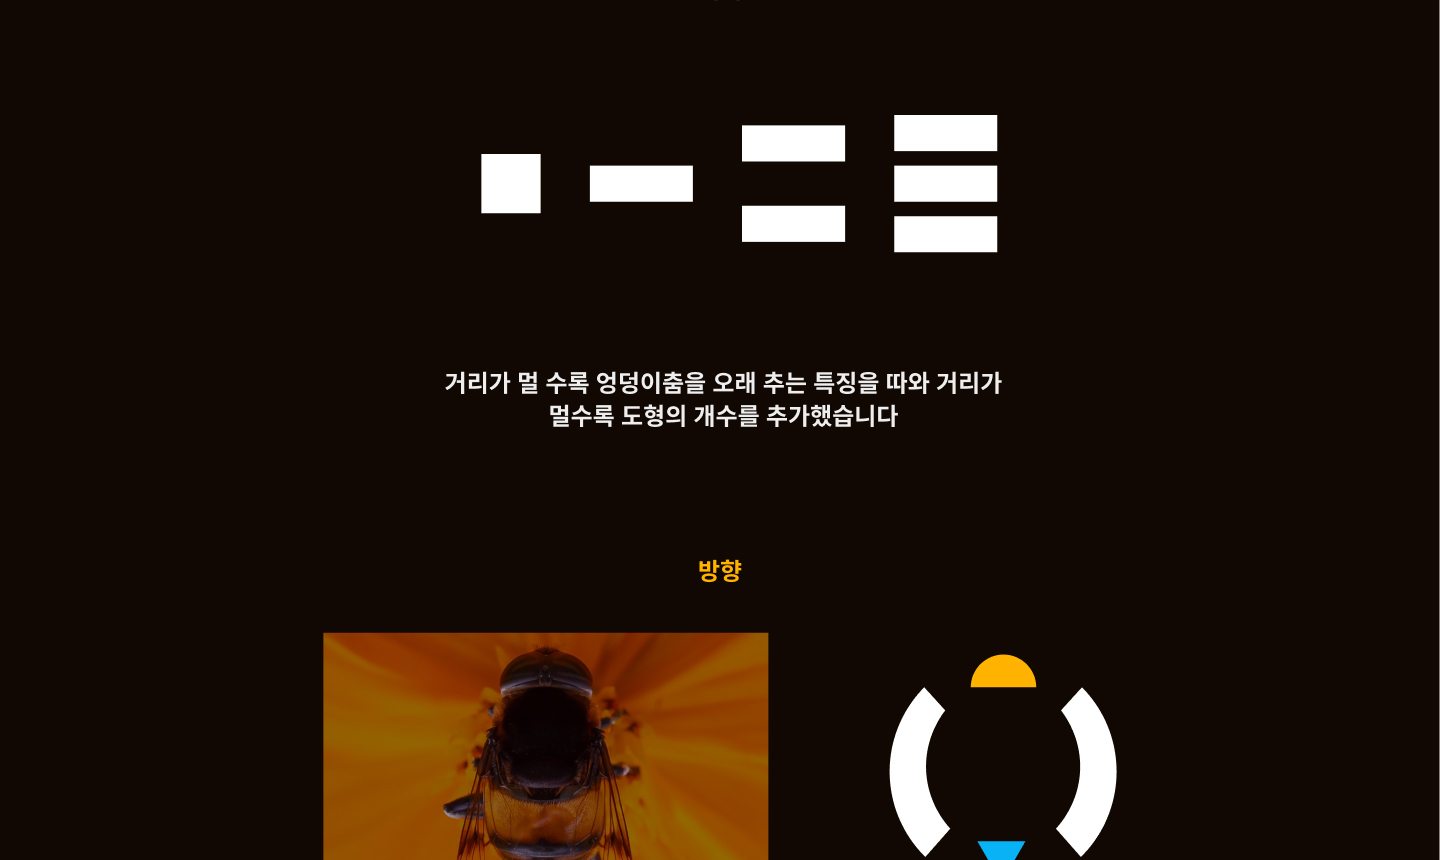 거리가 멀 수록 엉덩이춤을 오래 추는 특징을 따와 거리가
멀수록 도형의 개수를 추가했습니다
방향